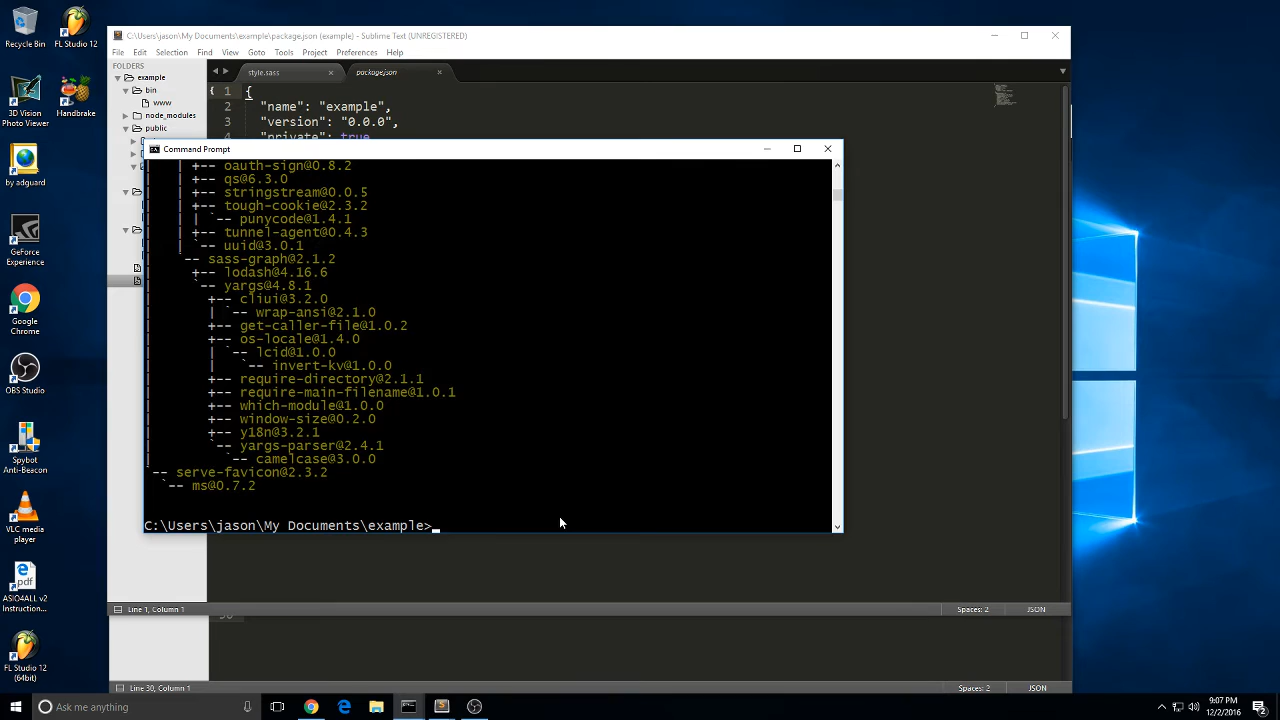 Recycle Bin
FL Studio 12
3D Vision Photo Viewer
Handbrake
by adguard
GeForce Experience
Google Chrome
OBS Studio
Spybot Anti-Beacon
VLC media player
pdf
ASIO4ALL v2 Instruction...
FL Studio 12 (64bit)
C:\Users\jason\My Documents\example\package.json (example) - Sublime Text (UNREGISTERED)
File Edit Selection Find View Goto Tools Project Preferences Help
FOLDERS
example
bin
www
node_modules
public
style.sass
package.json
1 {
2 "name": "example",
3 "version": "0.0.0",
4 "private": true
Command Prompt
| | +-- oauth-sign@0.8.2
| | +-- qs@6.3.0
| | +-- stringstream@0.0.5
| | +-- tough-cookie@2.3.2
| | | `-- punycode@1.4.1
| | +-- tunnel-agent@0.4.3
| | `-- uuid@3.0.1
| `-- sass-graph@2.1.2
|   +-- lodash@4.16.6
|   `-- yargs@4.8.1
|     +-- cliui@3.2.0
|     | `-- wrap-ansi@2.1.0
|     +-- get-caller-file@1.0.2
|     +-- os-locale@1.4.0
|     | `-- lcid@1.0.0
|     |   `-- invert-kv@1.0.0
|     +-- require-directory@2.1.1
|     +-- require-main-filename@1.0.1
|     +-- which-module@1.0.0
|     +-- window-size@0.2.0
|     +-- y18n@3.2.1
|     `-- yargs-parser@2.4.1
|       `-- camelcase@3.0.0
`-- serve-favicon@2.3.2
  `-- ms@0.7.2
C:\Users\jason\My Documents\example>
Line 1, Column 1
Spaces: 2
JSON
Line 30, Column 1
Spaces: 2
JSON
Ask me anything
9:07 PM
12/2/2016
2